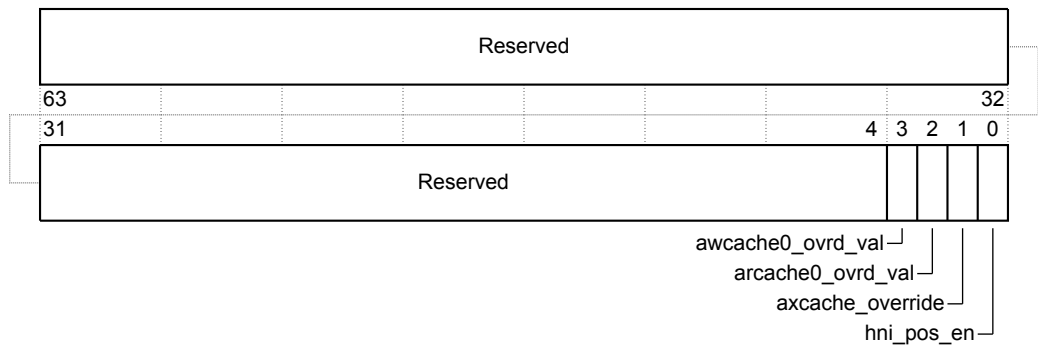 Reserved
63 32
31 4 3 2 1 0
Reserved
awcache0_ovrd_val
arcache0_ovrd_val
axcache_override
hni_pos_en